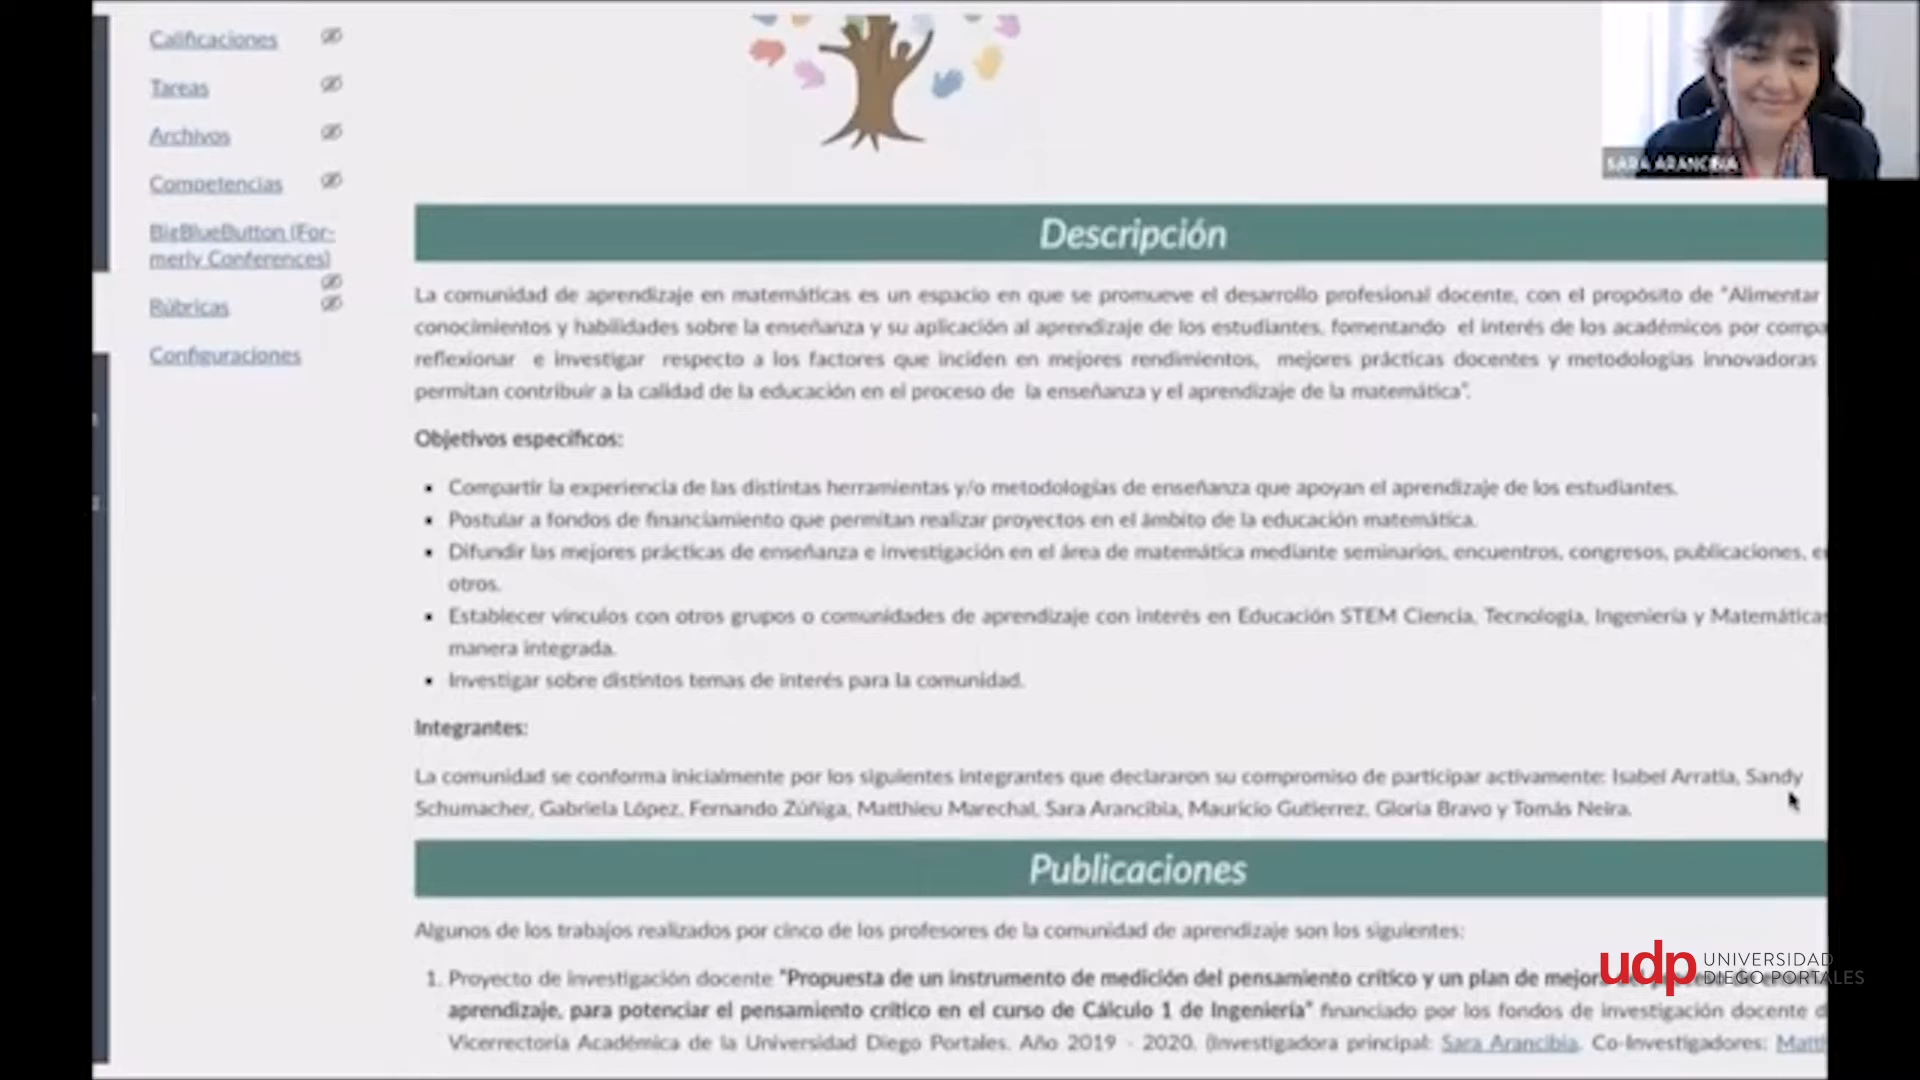 Calificaciones
Tareas
Archivos
Competencias
BigBlueButton (For-
merly Conferences)
Rúbricas
Configuraciones
SARA ARANCIBIA
Descripción
La comunidad de aprendizaje en matemáticas es un espacio en que se promueve el desarrollo profesional docente, con el propósito de "Alimentar
conocimientos y habilidades sobre la enseñanza y su aplicación al aprendizaje de los estudiantes, fomentando el interés de los académicos por compa
reflexionar e investigar respecto a los factores que inciden en mejores rendimientos, mejores prácticas docentes y metodologías innovadoras
permitan contribuir a la calidad de la educación en el proceso de la enseñanza y el aprendizaje de la matemática".
Objetivos específicos:
Compartir la experiencia de las distintas herramientas y/o metodologías de enseñanza que apoyan el aprendizaje de los estudiantes.
Postular a fondos de financiamiento que permitan realizar proyectos en el ámbito de la educación matemática.
Difundir las mejores prácticas de enseñanza e investigación en el área de matemática mediante seminarios, encuentros, congresos, publicaciones,
otros.
Establecer vínculos con otros grupos o comunidades de aprendizaje con interés en Educación STEM Ciencia, Tecnología, Ingeniería y Matemáticas
manera integrada.
Investigar sobre distintos temas de interés para la comunidad.
Integrantes:
La comunidad se conforma inicialmente por los siguientes integrantes que declararon su compromiso de participar activamente: Isabel Arratia, Sandy
Schumacher, Gabriela López, Fernando Zúñiga, Matthieu Marechal, Sara Arancibia, Mauricio Gutierrez, Gloria Bravo y Tomás Neira.
Publicaciones
Algunos de los trabajos realizados por cinco de los profesores de la comunidad de aprendizaje son los siguientes:
1. Proyecto de investigación docente "Propuesta de un instrumento de medición del pensamiento crítico y un plan de mejor
aprendizaje, para potenciar el pensamiento crítico en el curso de Cálculo 1 de Ingeniería" financiado por los fondos de investigación docente d
Vicerrectoría Académica de la Universidad Diego Portales. Año 2019 - 2020. (Investigadora principal: Sara Arancibia. Co-Investigadores: Matt
udp UNIVERSIDAD
DIEGO PORTALES